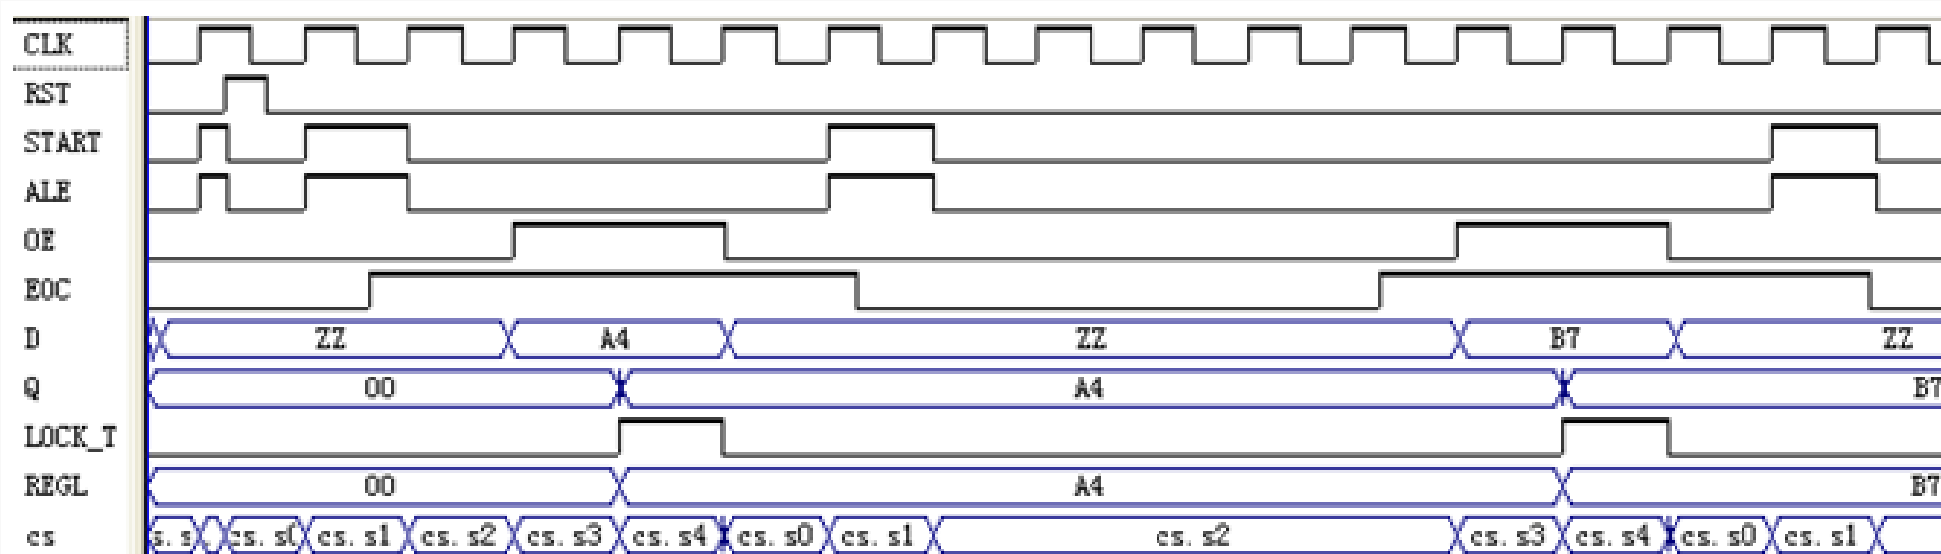 CLK
RST
START
ALE
OE
EOC
D ZZ A4 ZZ B7 ZZ
Q 00 A4 B7
LOCK_T
REGL 00 A4 B7
cs s.s cs.s0 cs.s1 cs.s2 cs.s3 cs.s4 cs.s0 cs.s1 cs.s2 cs.s3 cs.s4 cs.s0 cs.s1